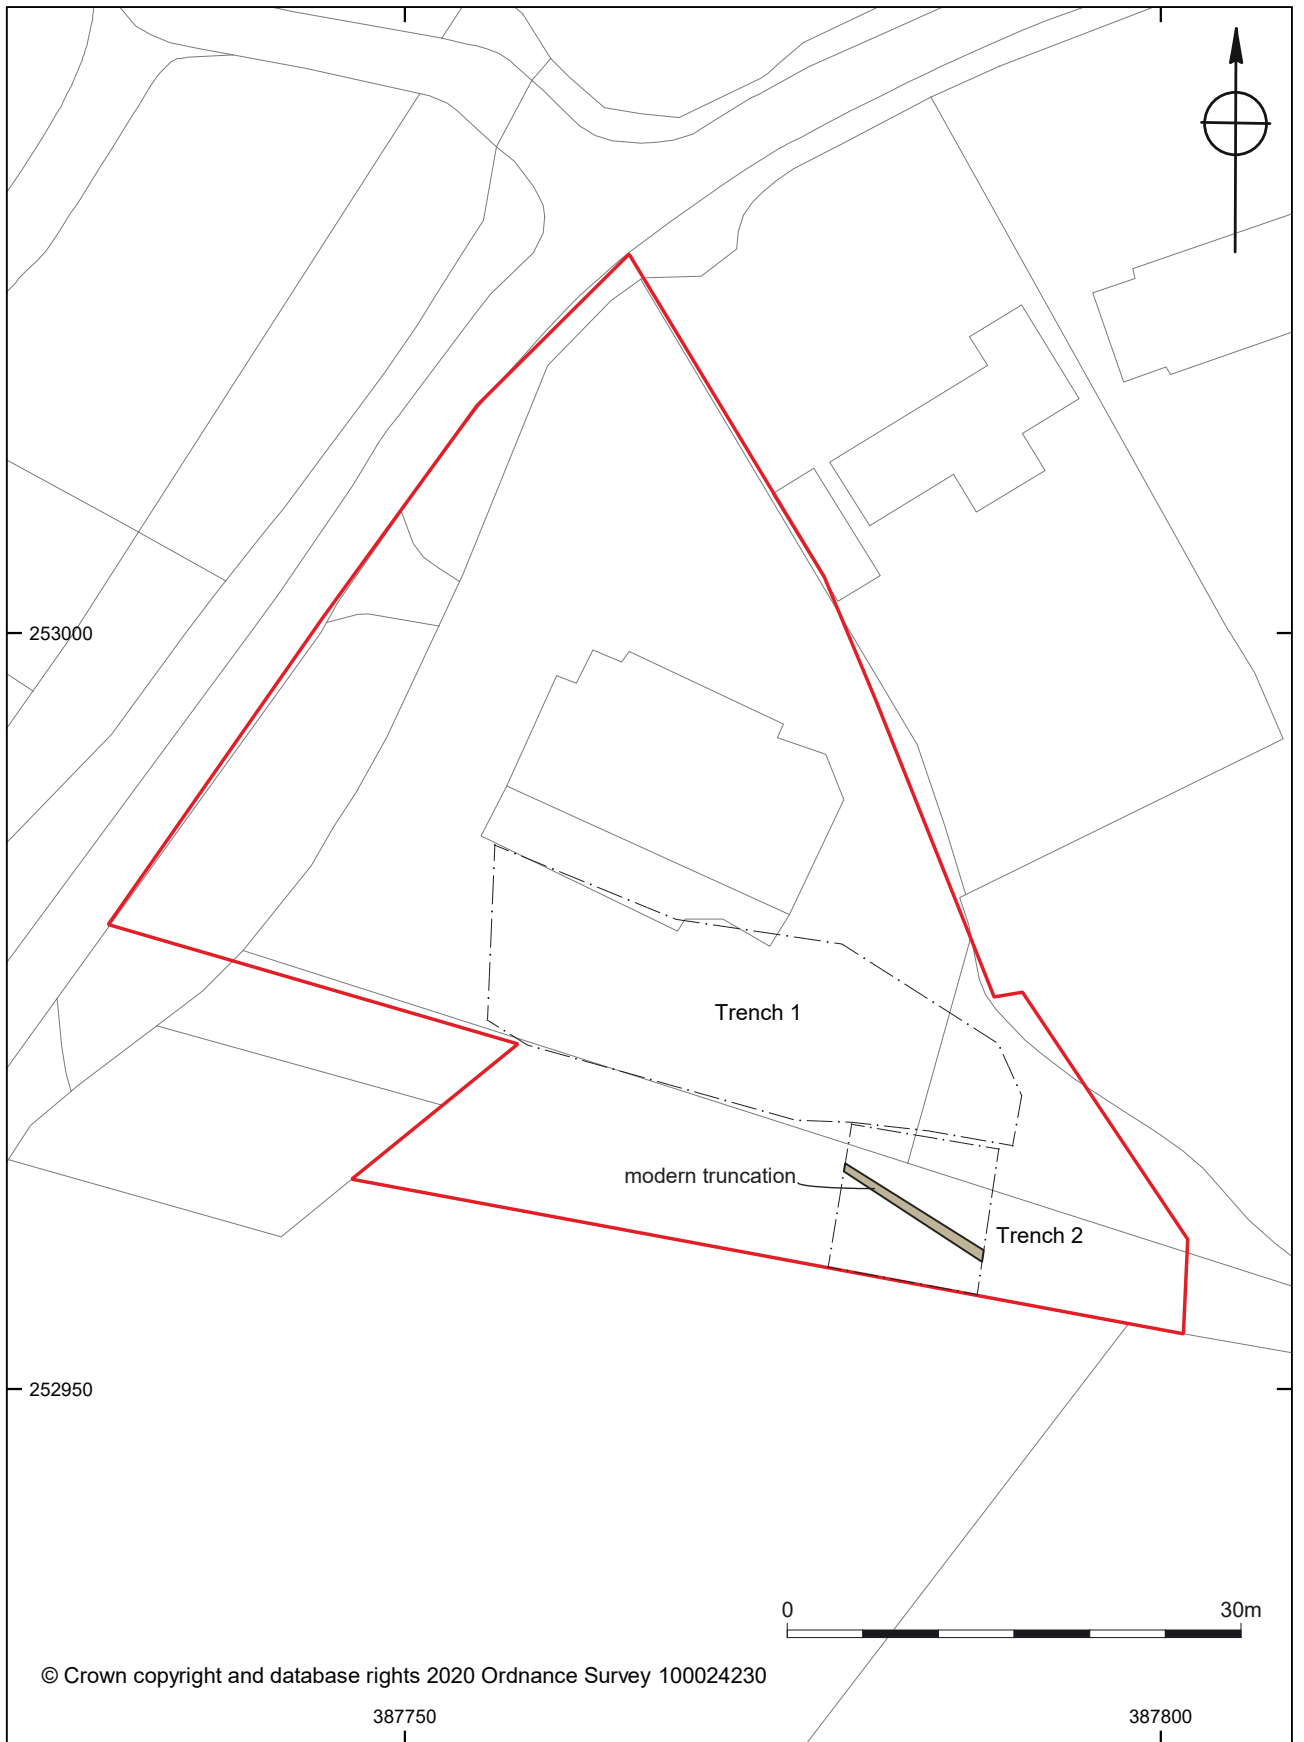 253000
Trench 1
modern truncation
Trench 2
252950
0
30m
© Crown copyright and database rights 2020 Ordnance Survey 100024230
387750
387800